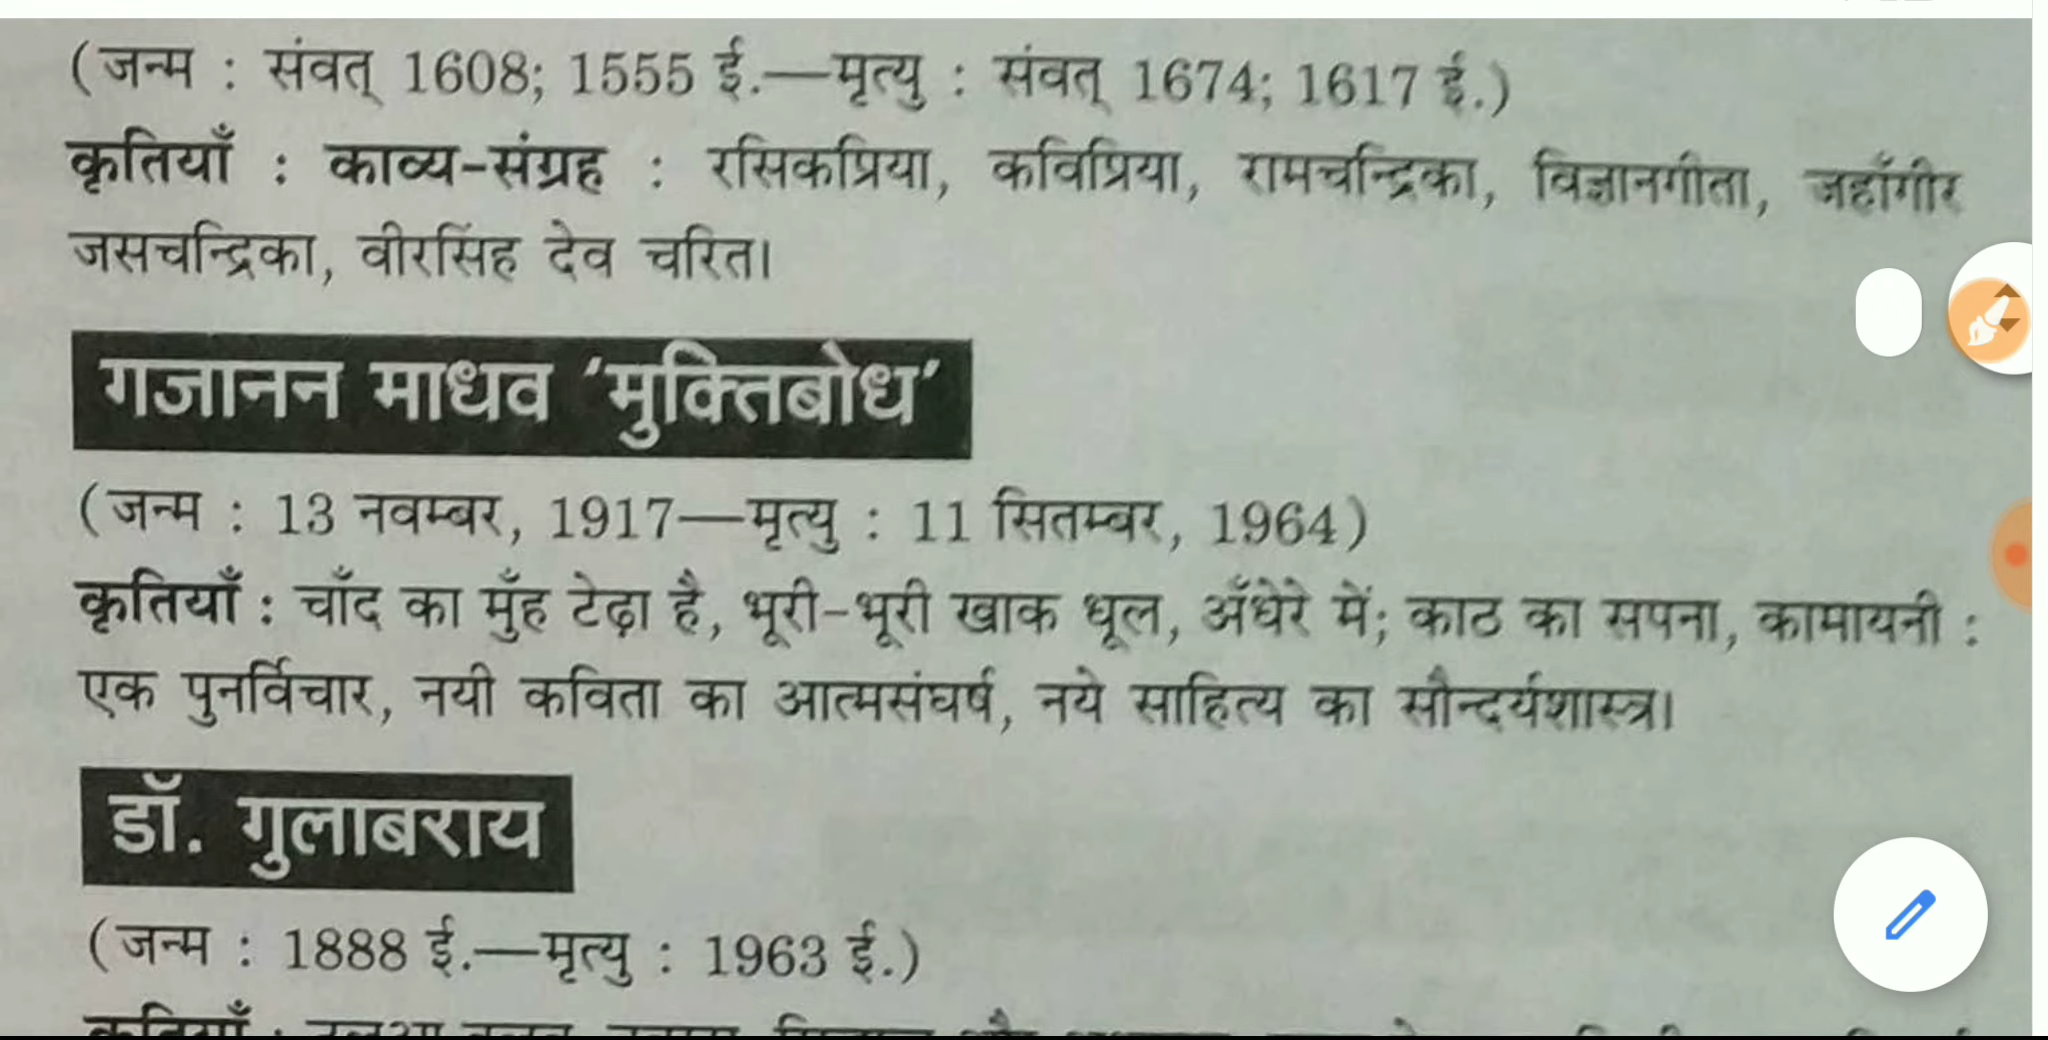 (जन्म : संवत् 1608; 1555 ई.—मृत्यु : संवत् 1674; 1617 ई.)
कृतियाँ : काव्य-संग्रह : रसिकप्रिया, कविप्रिया, रामचन्द्रिका, विज्ञानगीता, जहाँगीर
जसचन्द्रिका, वीरसिंह देव चरित।
गजानन माधव ‘मुक्तिबोध’
(जन्म : 13 नवम्बर, 1917—मृत्यु : 11 सितम्बर, 1964)
कृतियाँ : चाँद का मुँह टेढ़ा है, भूरी-भूरी खाक धूल, अँधेरे में; काठ का सपना, कामायनी :
एक पुनर्विचार, नयी कविता का आत्मसंघर्ष, नये साहित्य का सौन्दर्यशास्त्र।
डॉ. गुलाबराय
(जन्म : 1888 ई.—मृत्यु : 1963 ई.)
कृतियाँ :